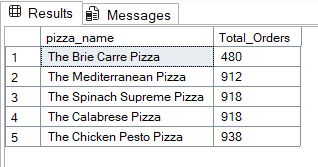 Results Messages
pizza_name Total_Orders
1 The Brie Carre Pizza 480
2 The Mediterranean Pizza 912
3 The Spinach Supreme Pizza 918
4 The Calabrese Pizza 918
5 The Chicken Pesto Pizza 938